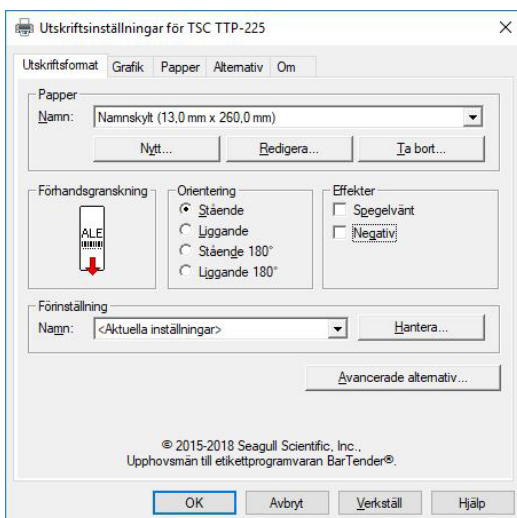 Utskriftsinställningar för TSC TTP-225
Utskriftsformat Grafik Papper Alternativ Om
Papper
Namn: Namnskylt (13,0 mm x 260,0 mm)
Nytt... Redigera... Ta bort...
Förhandsgranskning
ALE
Orientering
Stående
Liggande
Stående 180°
Liggande 180°
Effekter
Spegelvänt
Negativ
Förinställning
Namn: <Aktuella inställningar> Hantera...
Avancerade alternativ...
© 2015-2018 Seagull Scientific, Inc.,
Upphovsmän till etikettprogramvaran BarTender®.
OK Avbryt Verkställ Hjälp